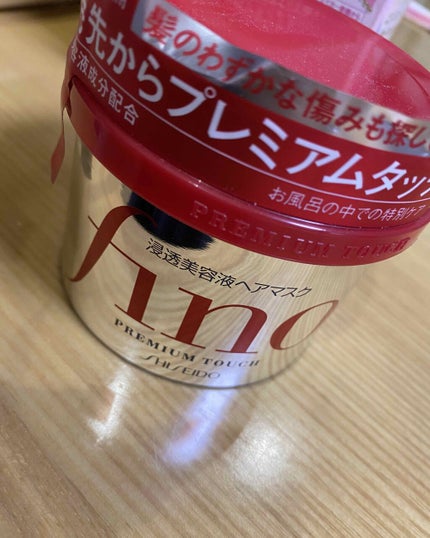 髪のわずかな傷みも探し
先からプレミアムタッ
容液成分配合
お風呂の中での特別ケア
PREMIUM TOUCH
浸透美容液ヘアマスク
fino
PREMIUM TOUCH
SHISEIDO